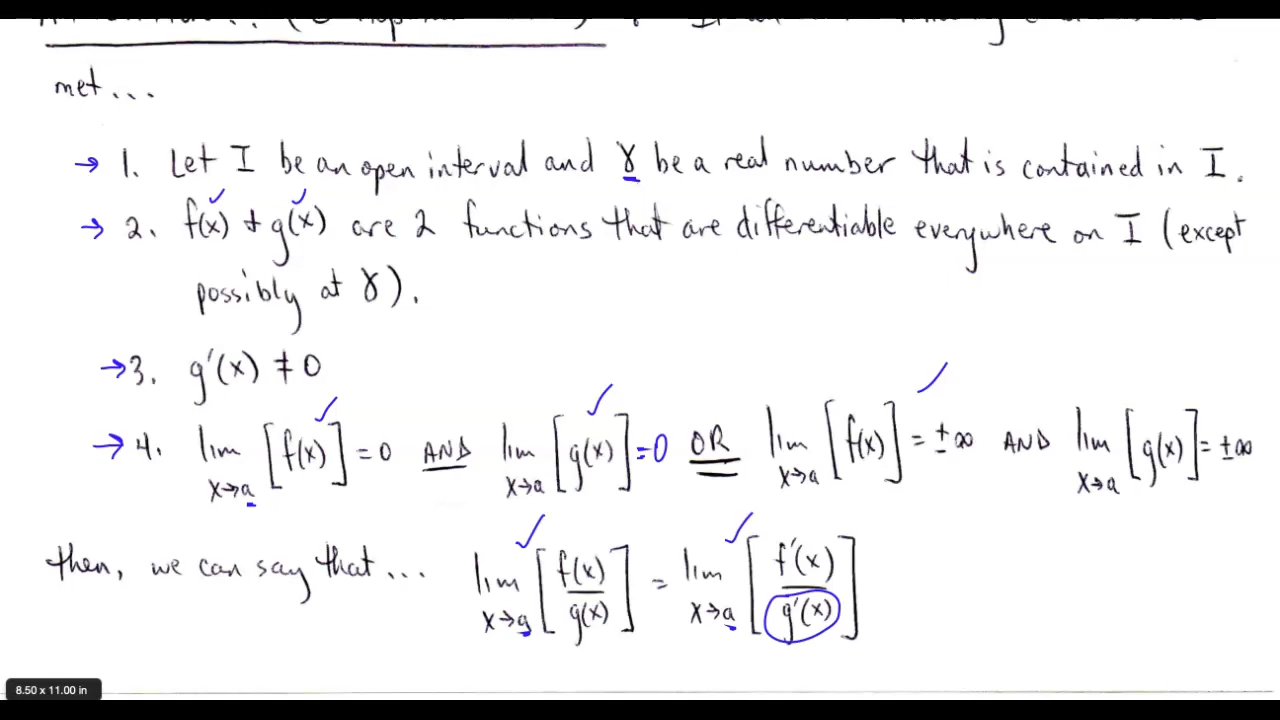 met...
→ 1. Let I be an open interval and γ be a real number that is contained in I.
→ 2. f(x) + g(x) are 2 functions that are differentiable everywhere on I (except
possibly at γ).
→ 3. g'(x) ≠ 0
→ 4. lim x→a [f(x)] = 0 AND lim x→a [g(x)] = 0 OR lim x→a [f(x)] = ±∞ AND lim x→a [g(x)] = ±∞
then, we can say that... lim x→a [f(x)/g(x)] = lim x→a [f'(x)/g'(x)]
8.50 x 11.00 in